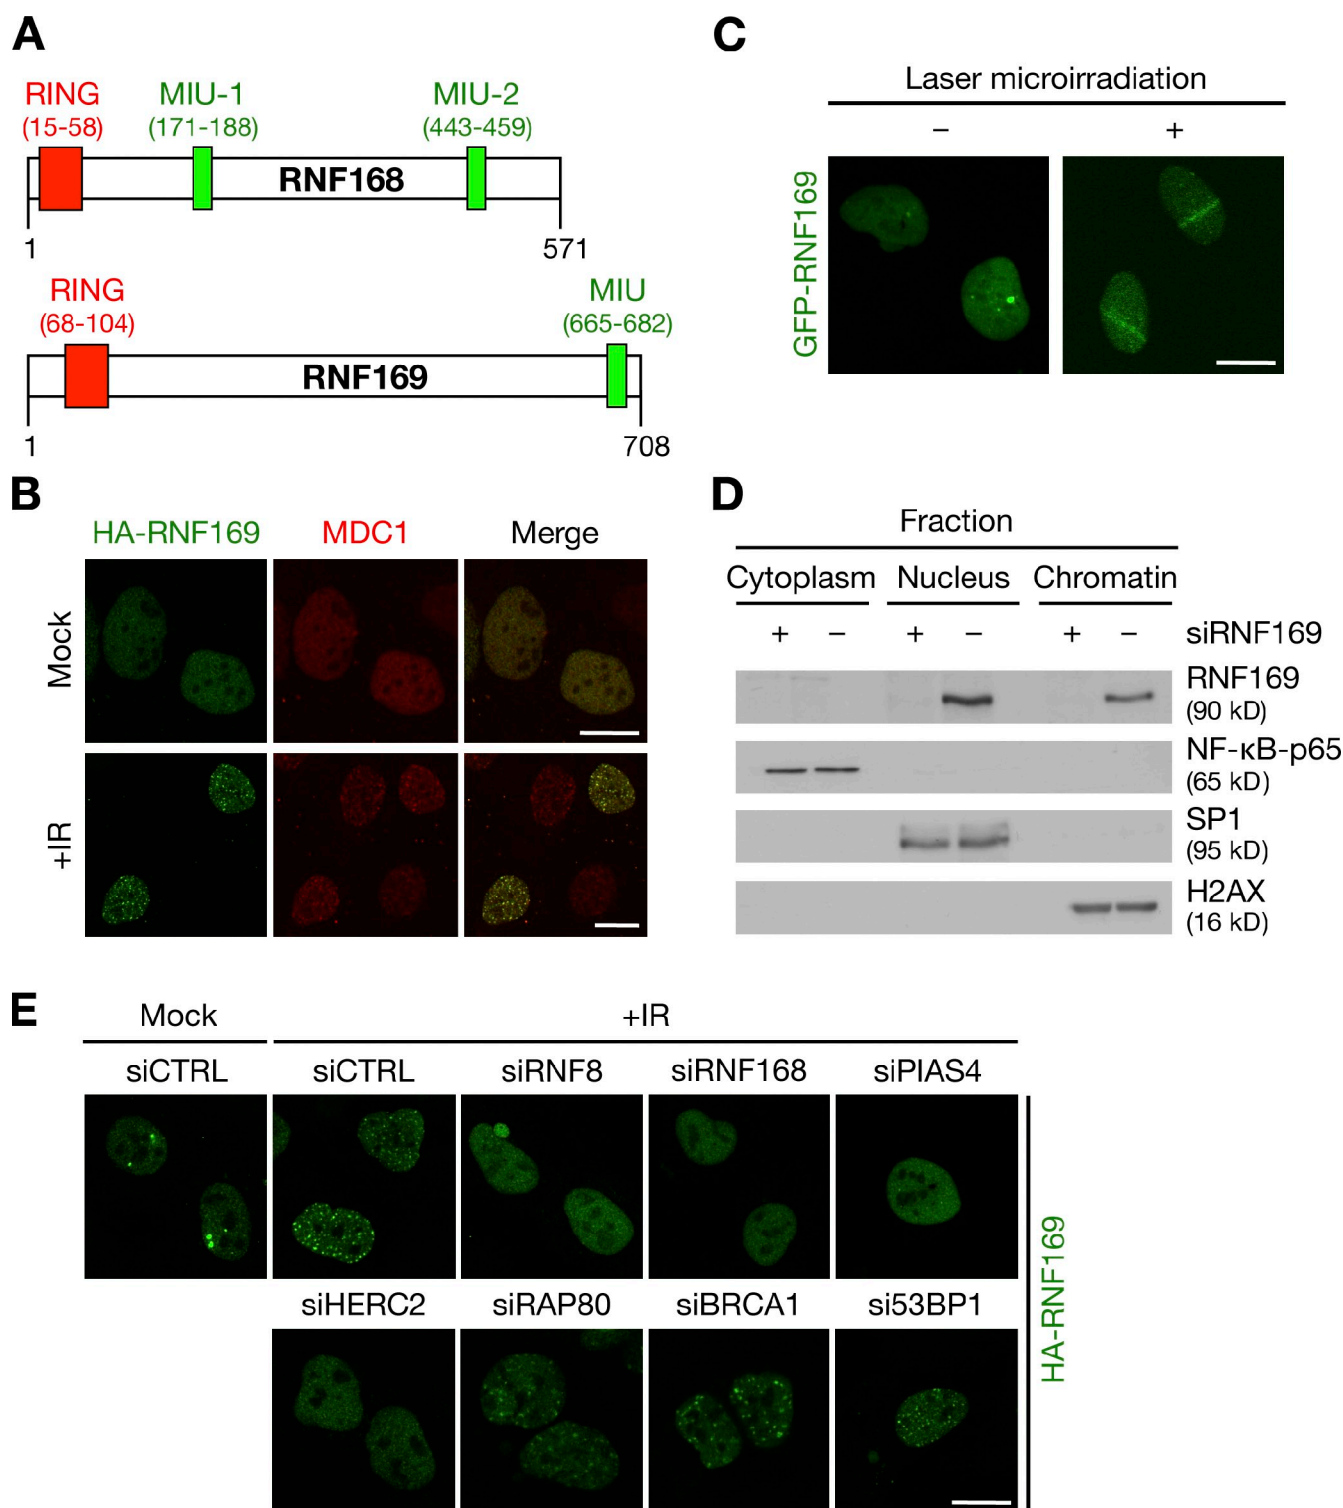 A
RING MIU-1 MIU-2
(15-58) (171-188) (443-459)
RNF168
1 571
RING MIU
(68-104) (665-682)
RNF169
1 708
B
HA-RNF169 MDC1 Merge
Mock
+IR
C
Laser microirradiation
− +
GFP-RNF169
D
Fraction
Cytoplasm Nucleus Chromatin
+ − + − + − siRNF169
RNF169
(90 kD)
NF-κB-p65
(65 kD)
SP1
(95 kD)
H2AX
(16 kD)
E
Mock +IR
siCTRL siCTRL siRNF8 siRNF168 siPIAS4
siHERC2 siRAP80 siBRCA1 si53BP1
HA-RNF169